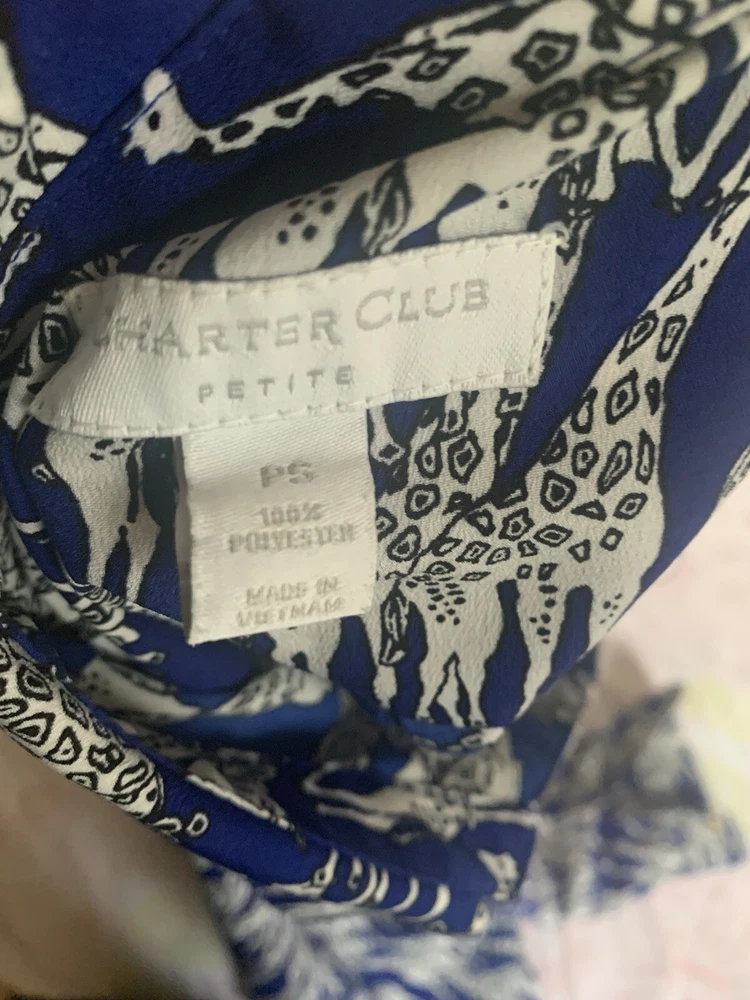 CHARTER CLUB
PETITE
PS
100%
POLYESTER
MADE IN
VIETNAM